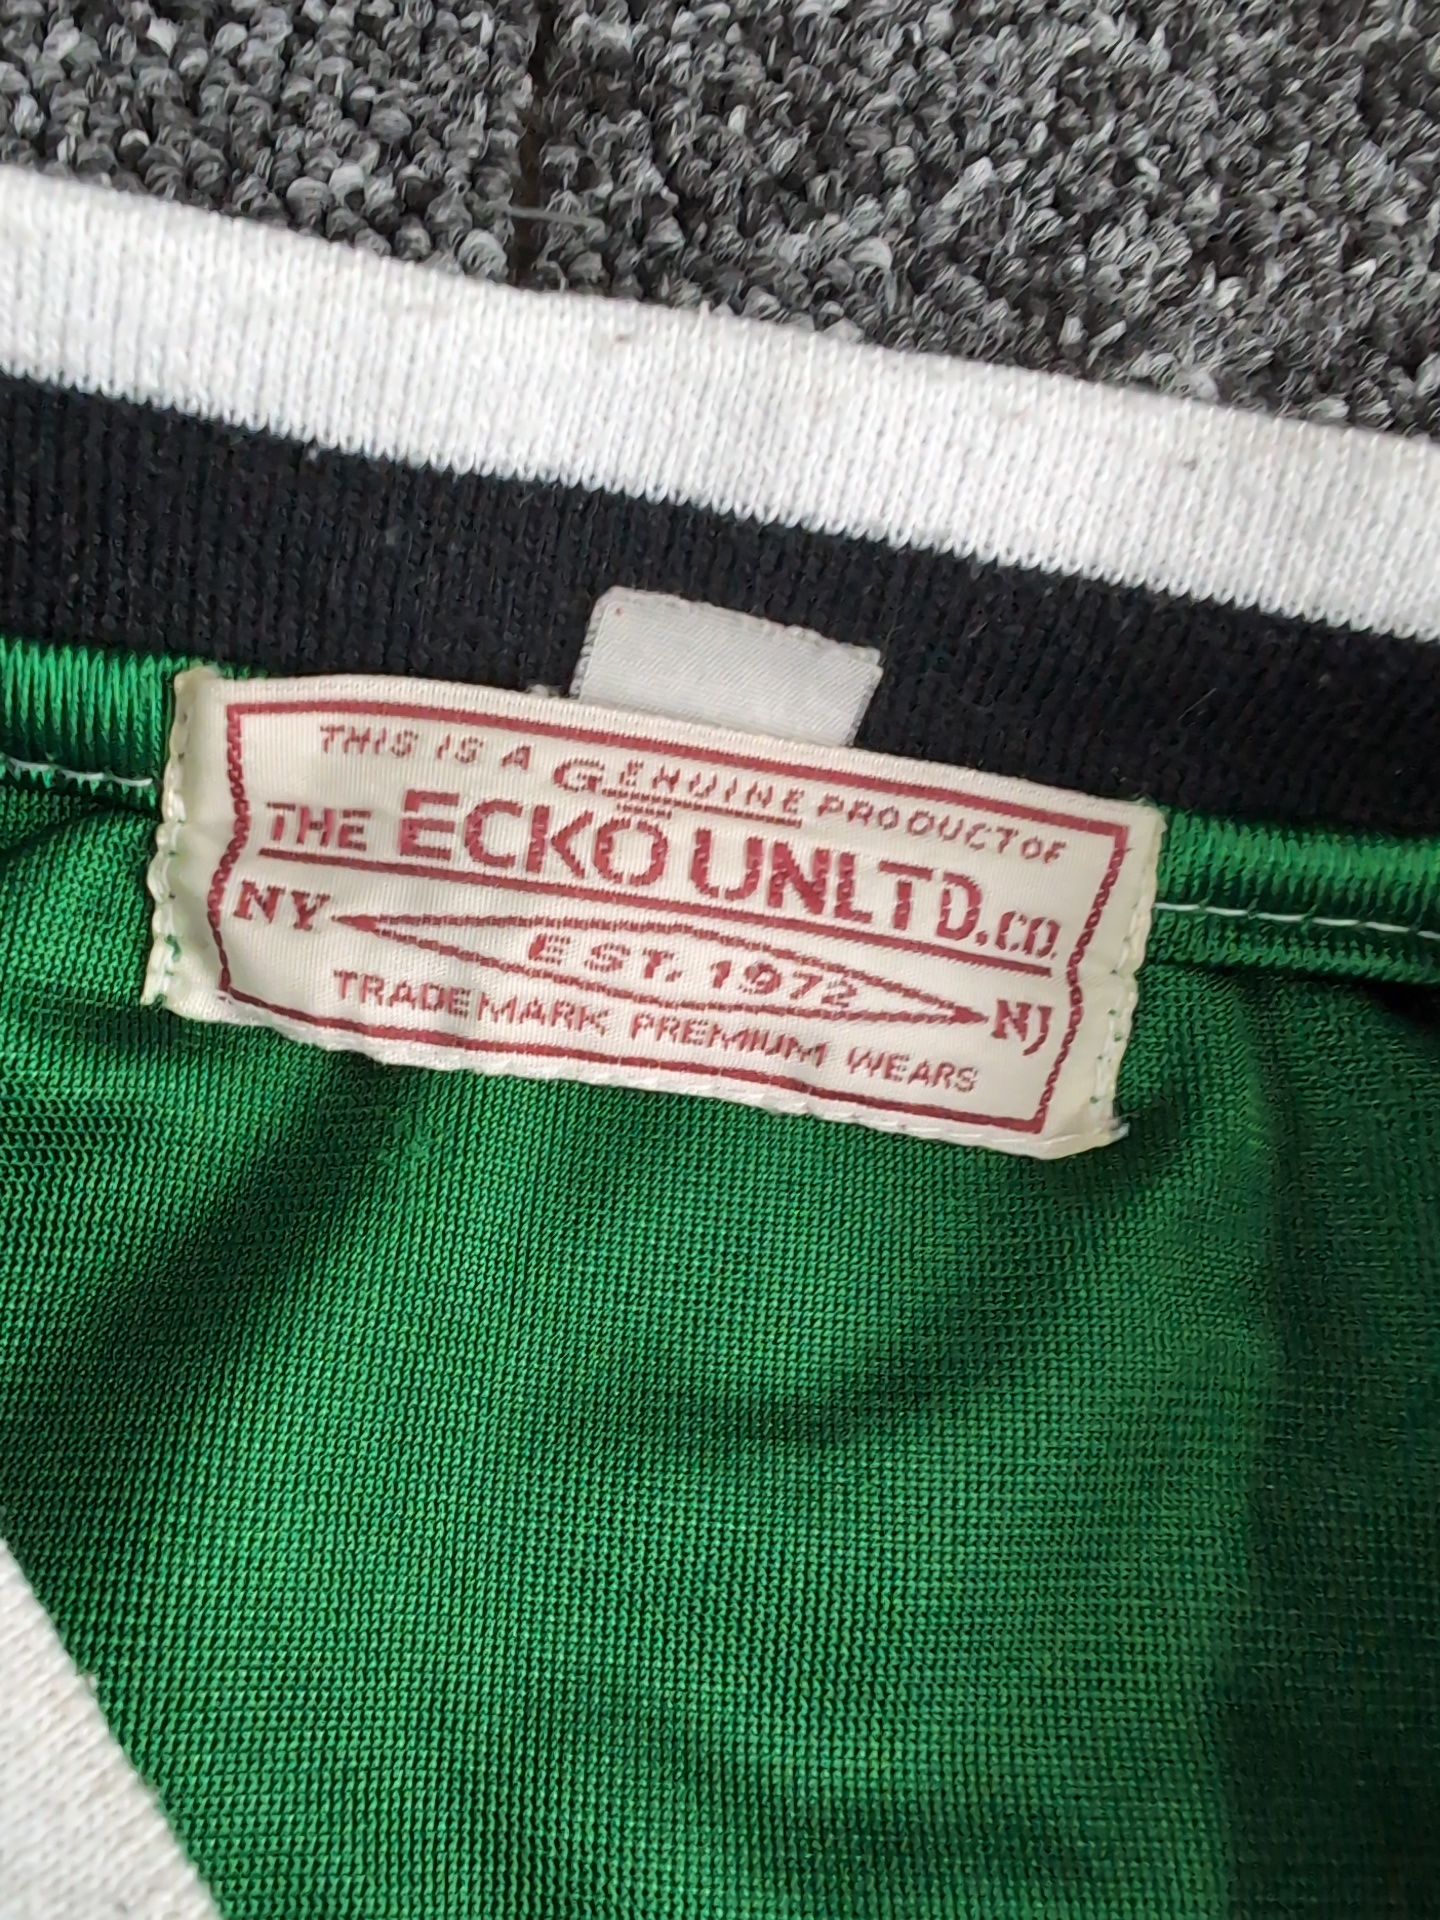 THIS IS A GENUINE PRODUCT OF
THE ECKŌ UNLTD.CO.
NY EST. 1972 NJ
TRADEMARK PREMIUM WEARS